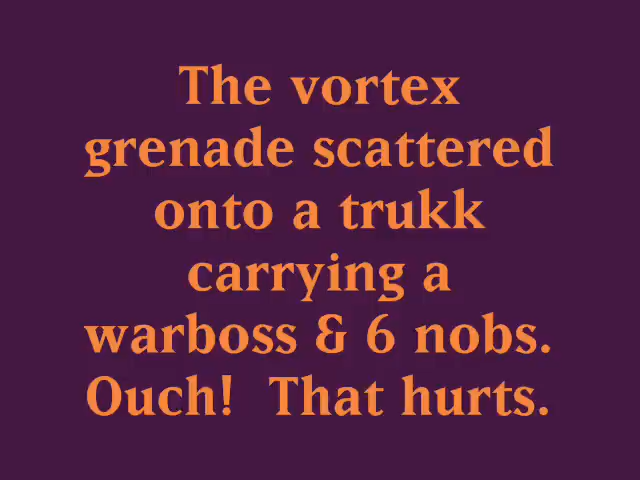 The vortex
grenade scattered
onto a trukk
carrying a
warboss & 6 nobs.
Ouch!  That hurts.